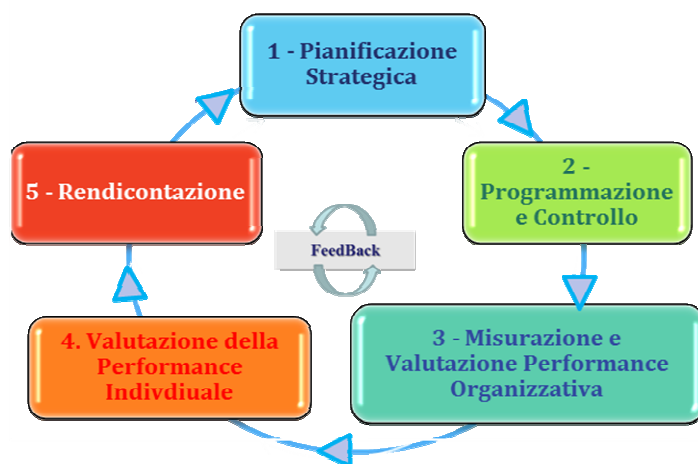 1 - Pianificazione
Strategica
2 -
Programmazione
e Controllo
3 - Misurazione e
Valutazione Performance
Organizzativa
4. Valutazione della
Performance
Indivdiuale
5 - Rendicontazione
FeedBack